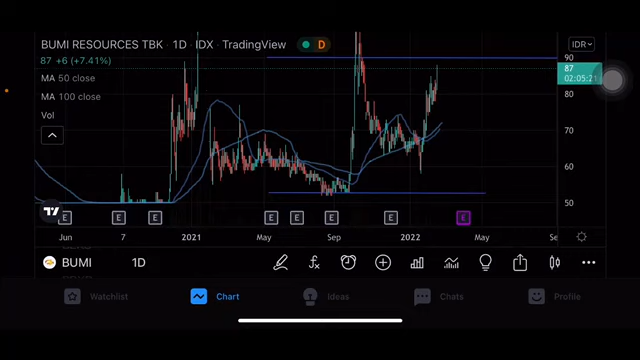 BUMI RESOURCES TBK • 1D • IDX • TradingView D IDR
87 +6 (+7.41%)
MA 50 close
MA 100 close
Vol
90
87
02:05:21
80
70
60
50
E E E E E E E E
Jun 7 2021 May Sep 2022 May Se
BUMI 1D
Watchlist Chart Ideas Chats Profile